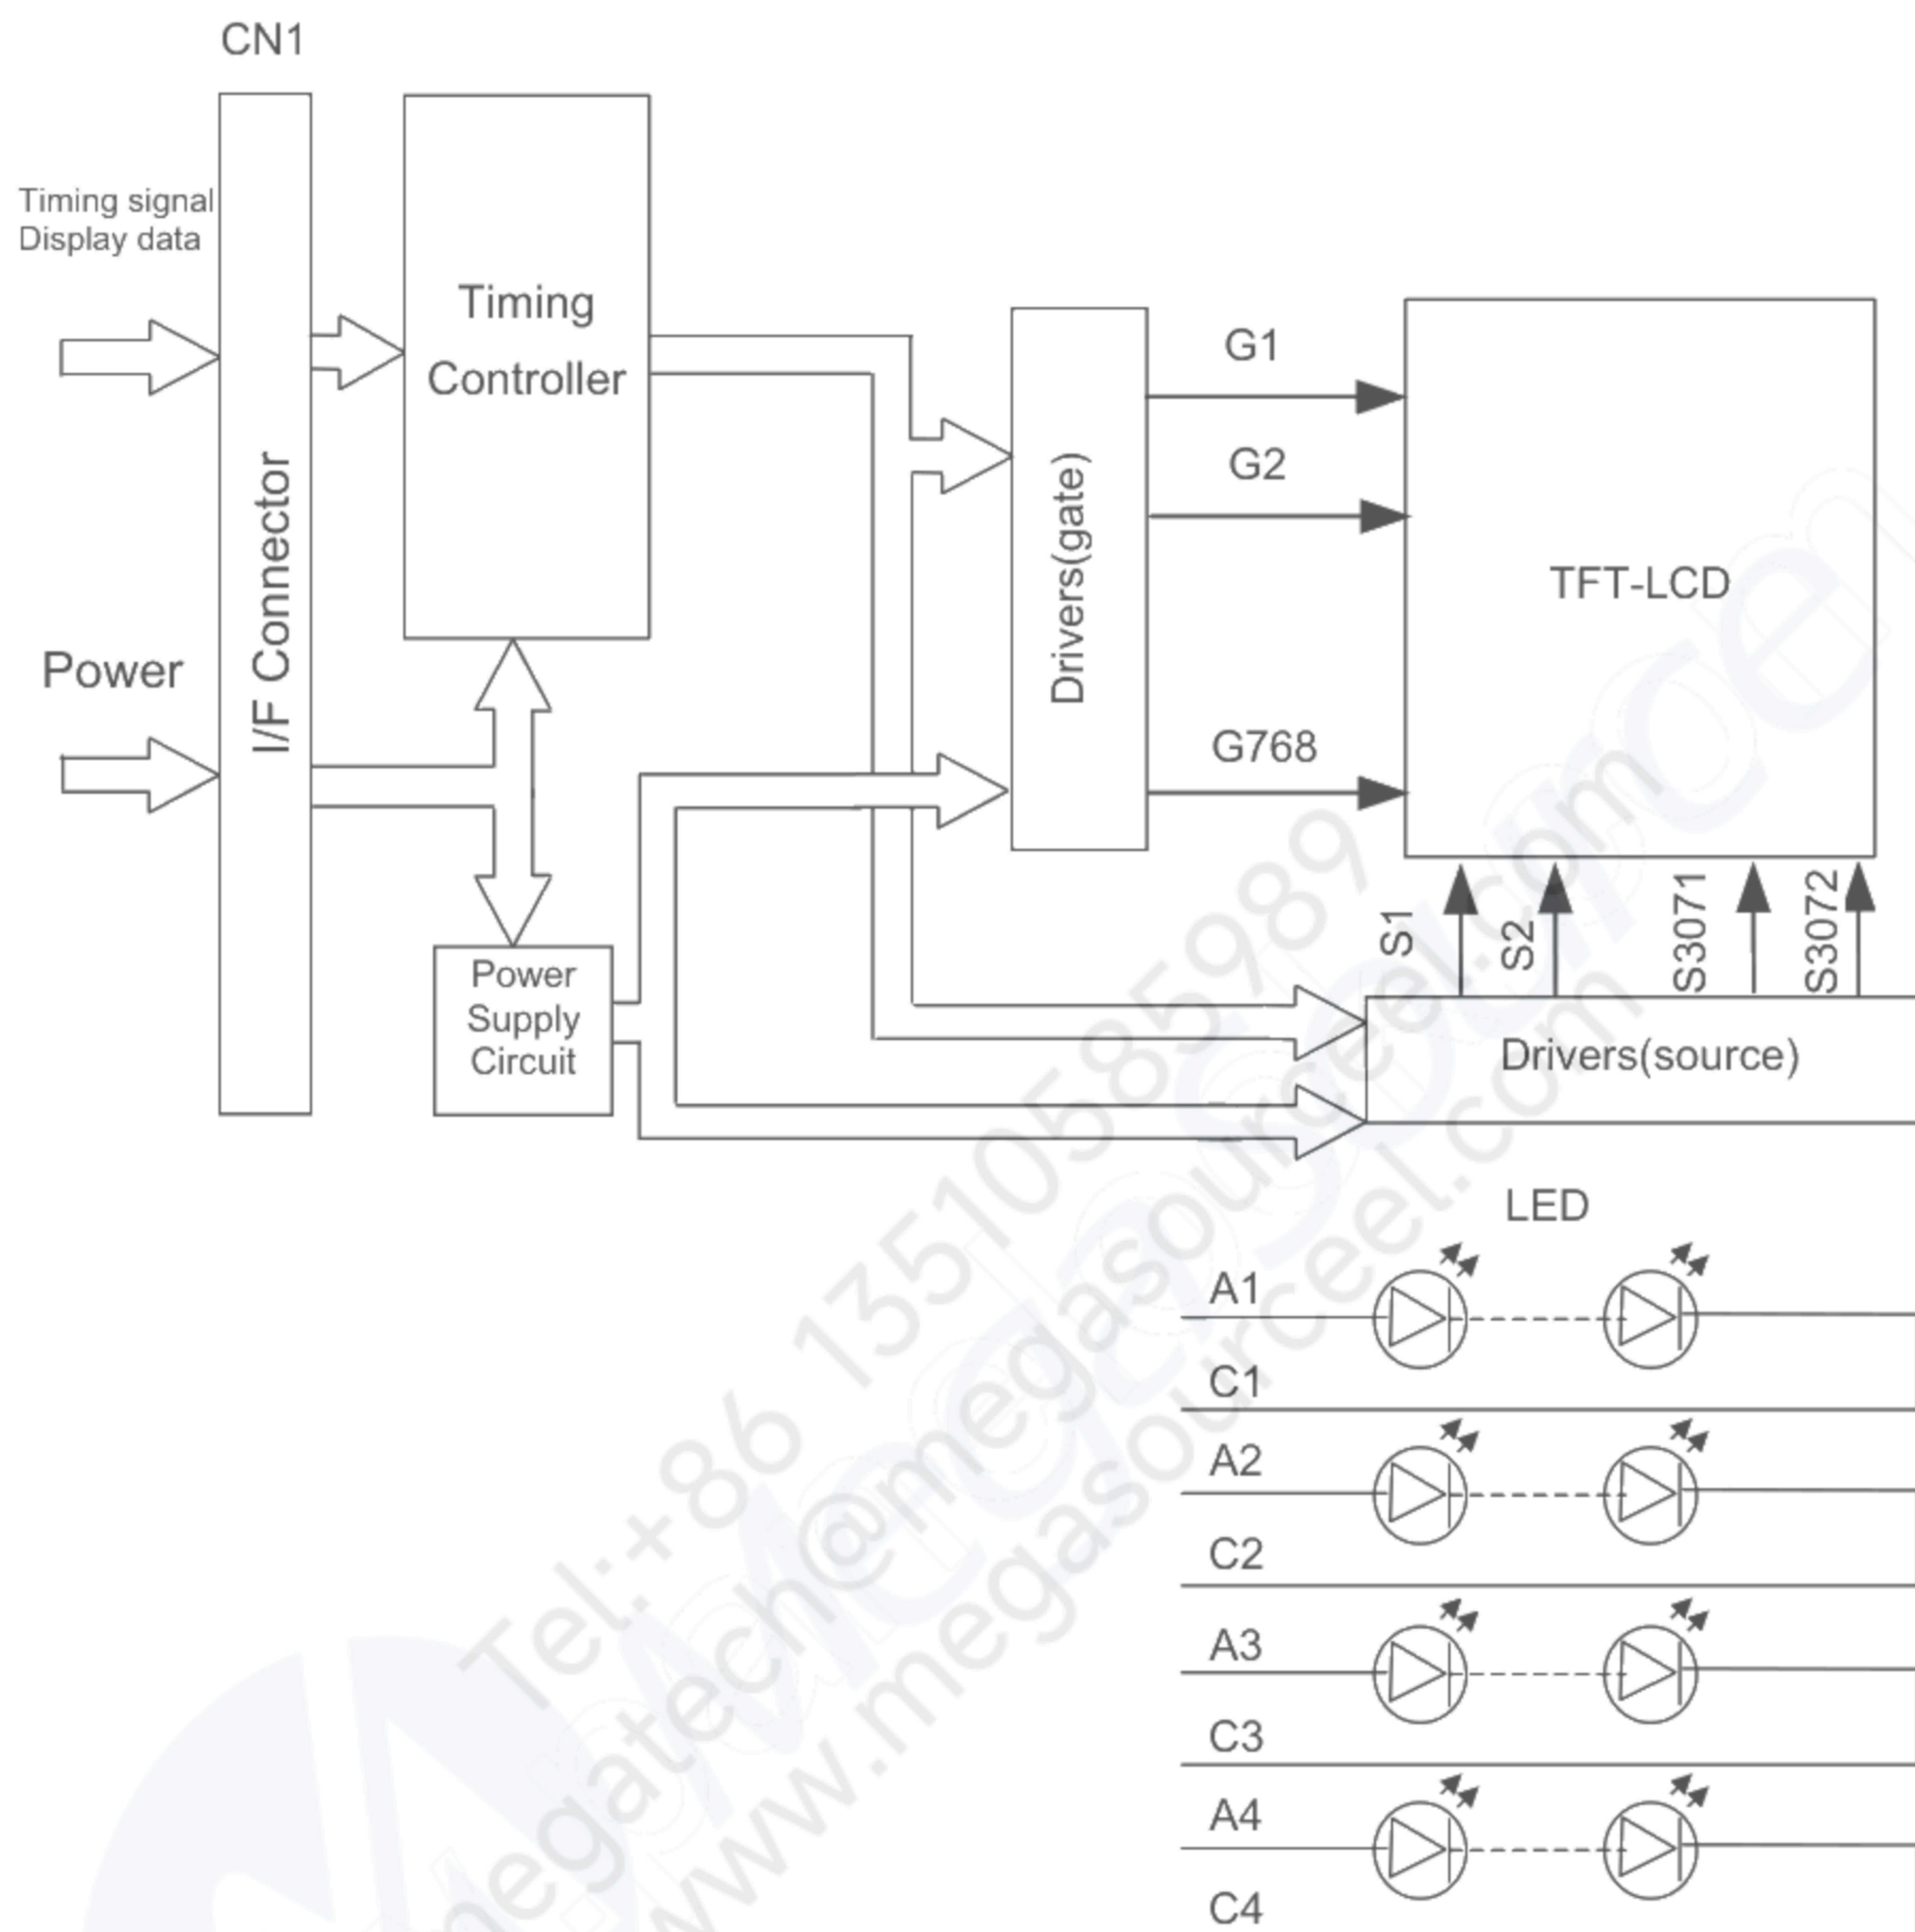 CN1
Timing signal
Display data
Power
I/F Connector
Timing
Controller
Power
Supply
Circuit
Drivers(gate)
G1
G2
G768
TFT-LCD
S1
S2
S3071
S3072
Drivers(source)
LED
A1
C1
A2
C2
A3
C3
A4
C4
Tel:+86 13510585989
megatech@megasourceel.com
www.megasourceel.com